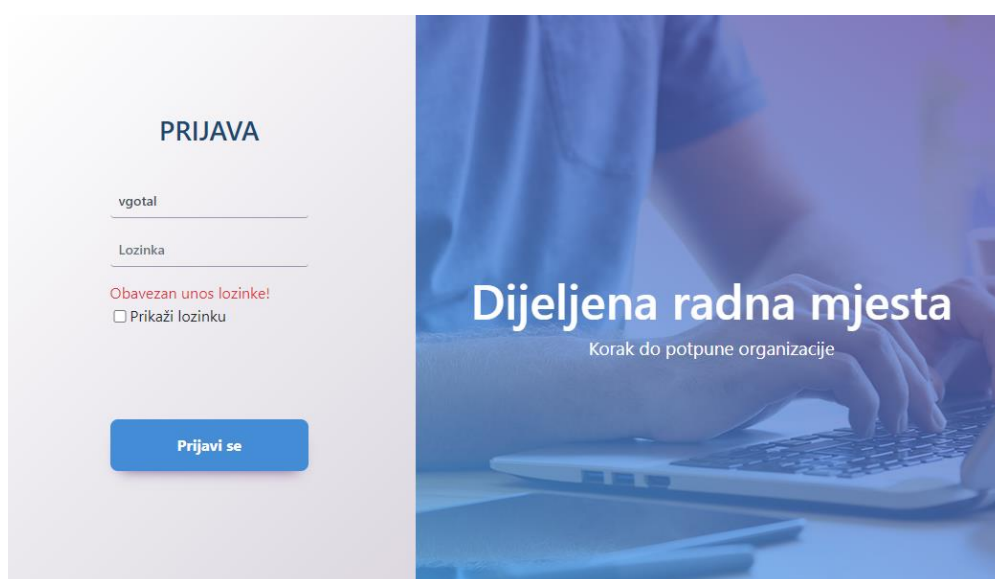 PRIJAVA
vgotal
Lozinka
Obavezan unos lozinke!
Prikaži lozinku
Prijavi se
Dijeljena radna mjesta
Korak do potpune organizacije